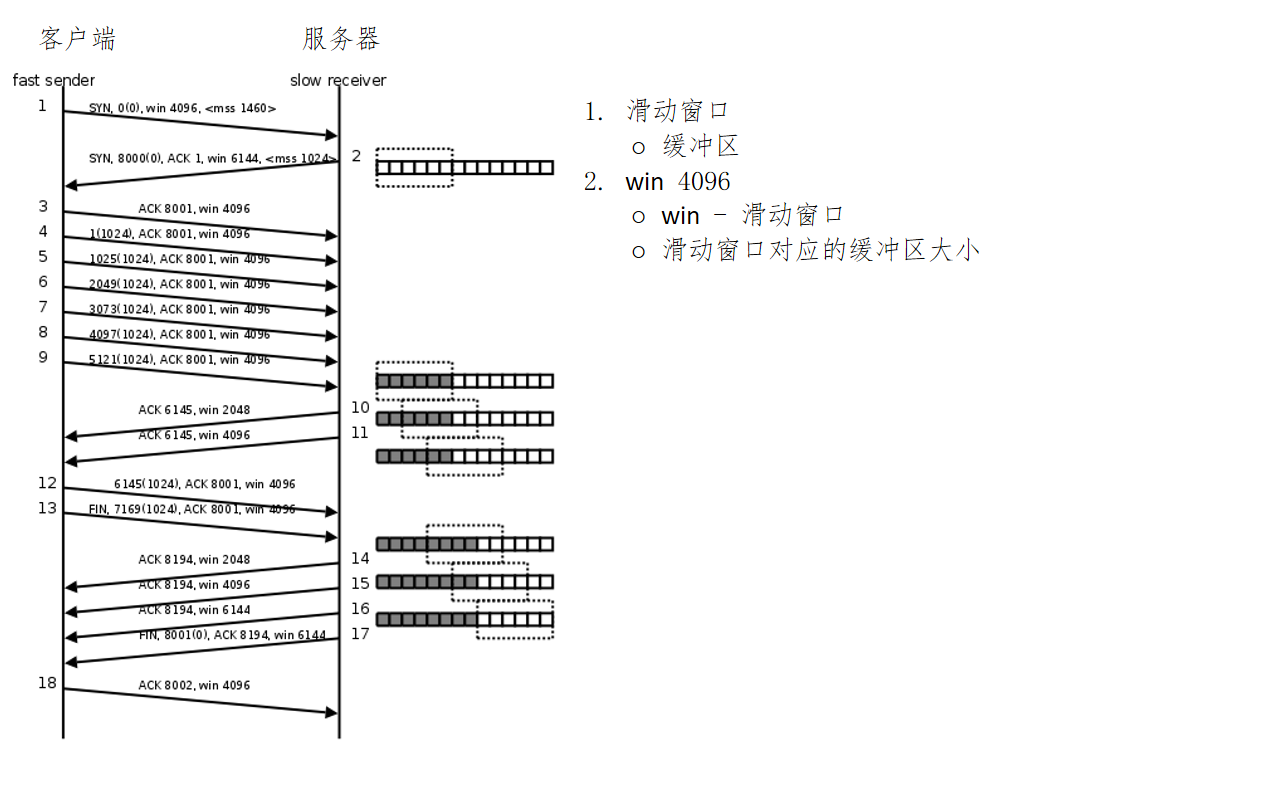 客户端
服务器
fast sender
slow receiver
1
SYN, 0(0), win 4096, <mss 1460>
SYN, 8000(0), ACK 1, win 6144, <mss 1024>
2
3
ACK 8001, win 4096
4
1(1024), ACK 8001, win 4096
5
1025(1024), ACK 8001, win 4096
6
2049(1024), ACK 8001, win 4096
7
3073(1024), ACK 8001, win 4096
8
4097(1024), ACK 8001, win 4096
9
5121(1024), ACK 8001, win 4096
ACK 6145, win 2048
10
ACK 6145, win 4096
11
12
6145(1024), ACK 8001, win 4096
13
FIN, 7169(1024), ACK 8001, win 4096
ACK 8194, win 2048
14
ACK 8194, win 4096
15
ACK 8194, win 6144
16
FIN, 8001(0), ACK 8194, win 6144
17
18
ACK 8002, win 4096
1. 滑动窗口
○ 缓冲区
2. win 4096
○ win - 滑动窗口
○ 滑动窗口对应的缓冲区大小